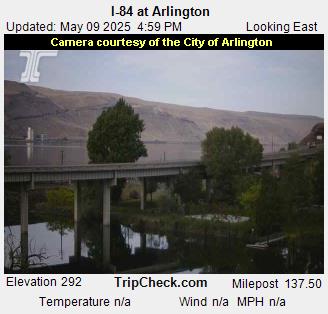 I-84 at Arlington
Updated: May 09 2025 4:59 PM Looking East
Camera courtesy of the City of Arlington
Elevation 292 TripCheck.com Milepost 137.50
Temperature n/a Wind n/a MPH n/a